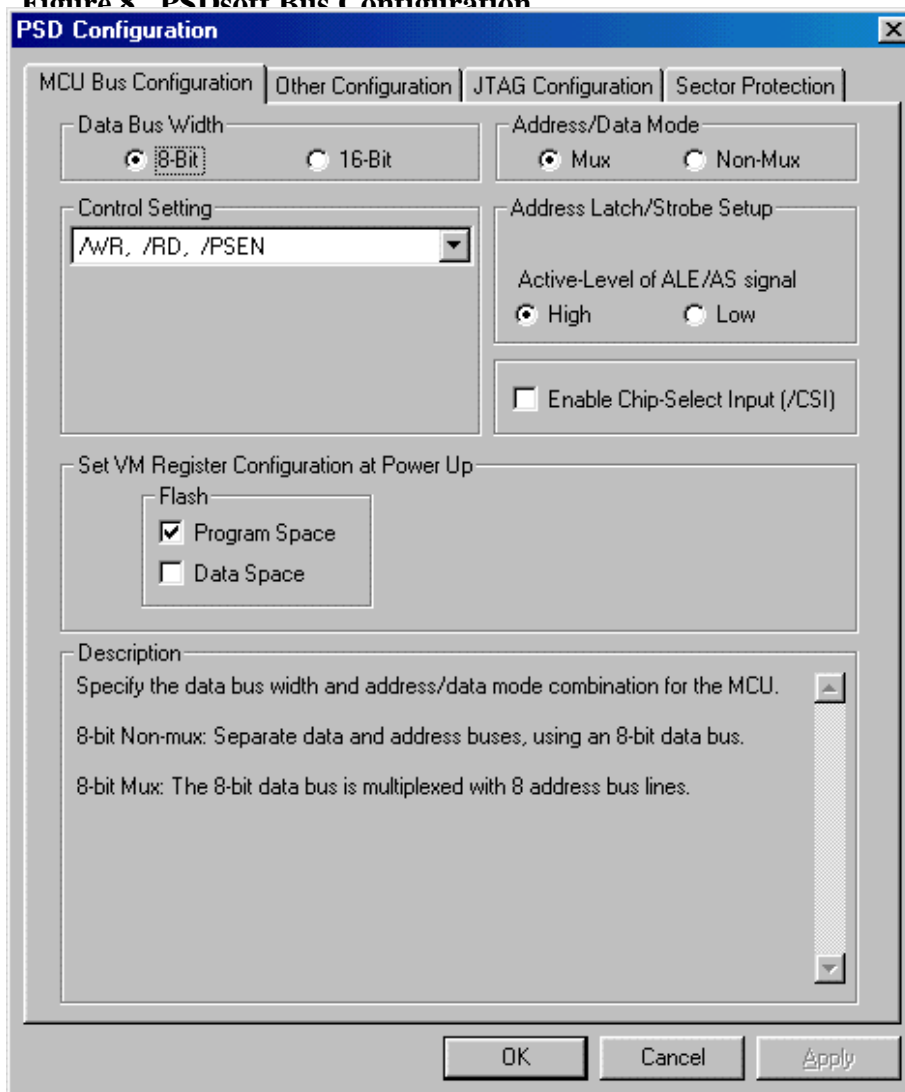 Figure 8. PSDsoft Bus Configuration
PSD Configuration
MCU Bus Configuration Other Configuration JTAG Configuration Sector Protection
Data Bus Width
8-Bit 16-Bit
Address/Data Mode
Mux Non-Mux
Control Setting
/WR, /RD, /PSEN
Address Latch/Strobe Setup
Active-Level of ALE/AS signal
High Low
Enable Chip-Select Input (/CSI)
Set VM Register Configuration at Power Up
Flash
Program Space
Data Space
Description
Specify the data bus width and address/data mode combination for the MCU.
8-bit Non-mux: Separate data and address buses, using an 8-bit data bus.
8-bit Mux: The 8-bit data bus is multiplexed with 8 address bus lines.
OK Cancel Apply